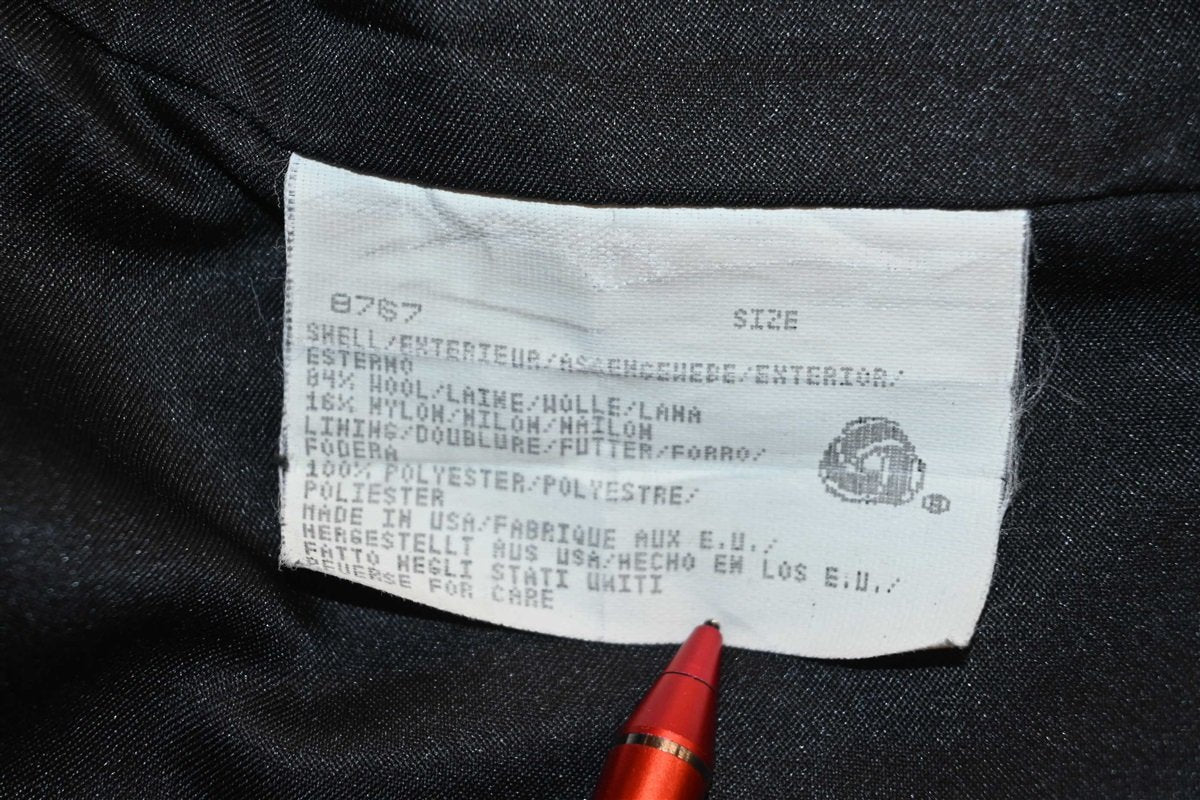 8767
SIZE
SHELL/EXTERIEUR/ASSENGEWEBE/EXTERIOR/
ESTERNO
84% WOOL/LAINE/WOLLE/LANA
16% NYLON/NILON/NAILON
LINING/DOUBLURE/FUTTER/FORRO/
FODERA
100% POLYESTER/POLYESTRE/
POLIESTER
MADE IN USA/FABRIQUE AUX E.U./
HERGESTELLT AUS USA/HECHO EN LOS E.U./
FATTO NEGLI STATI UNITI
REVERSE FOR CARE